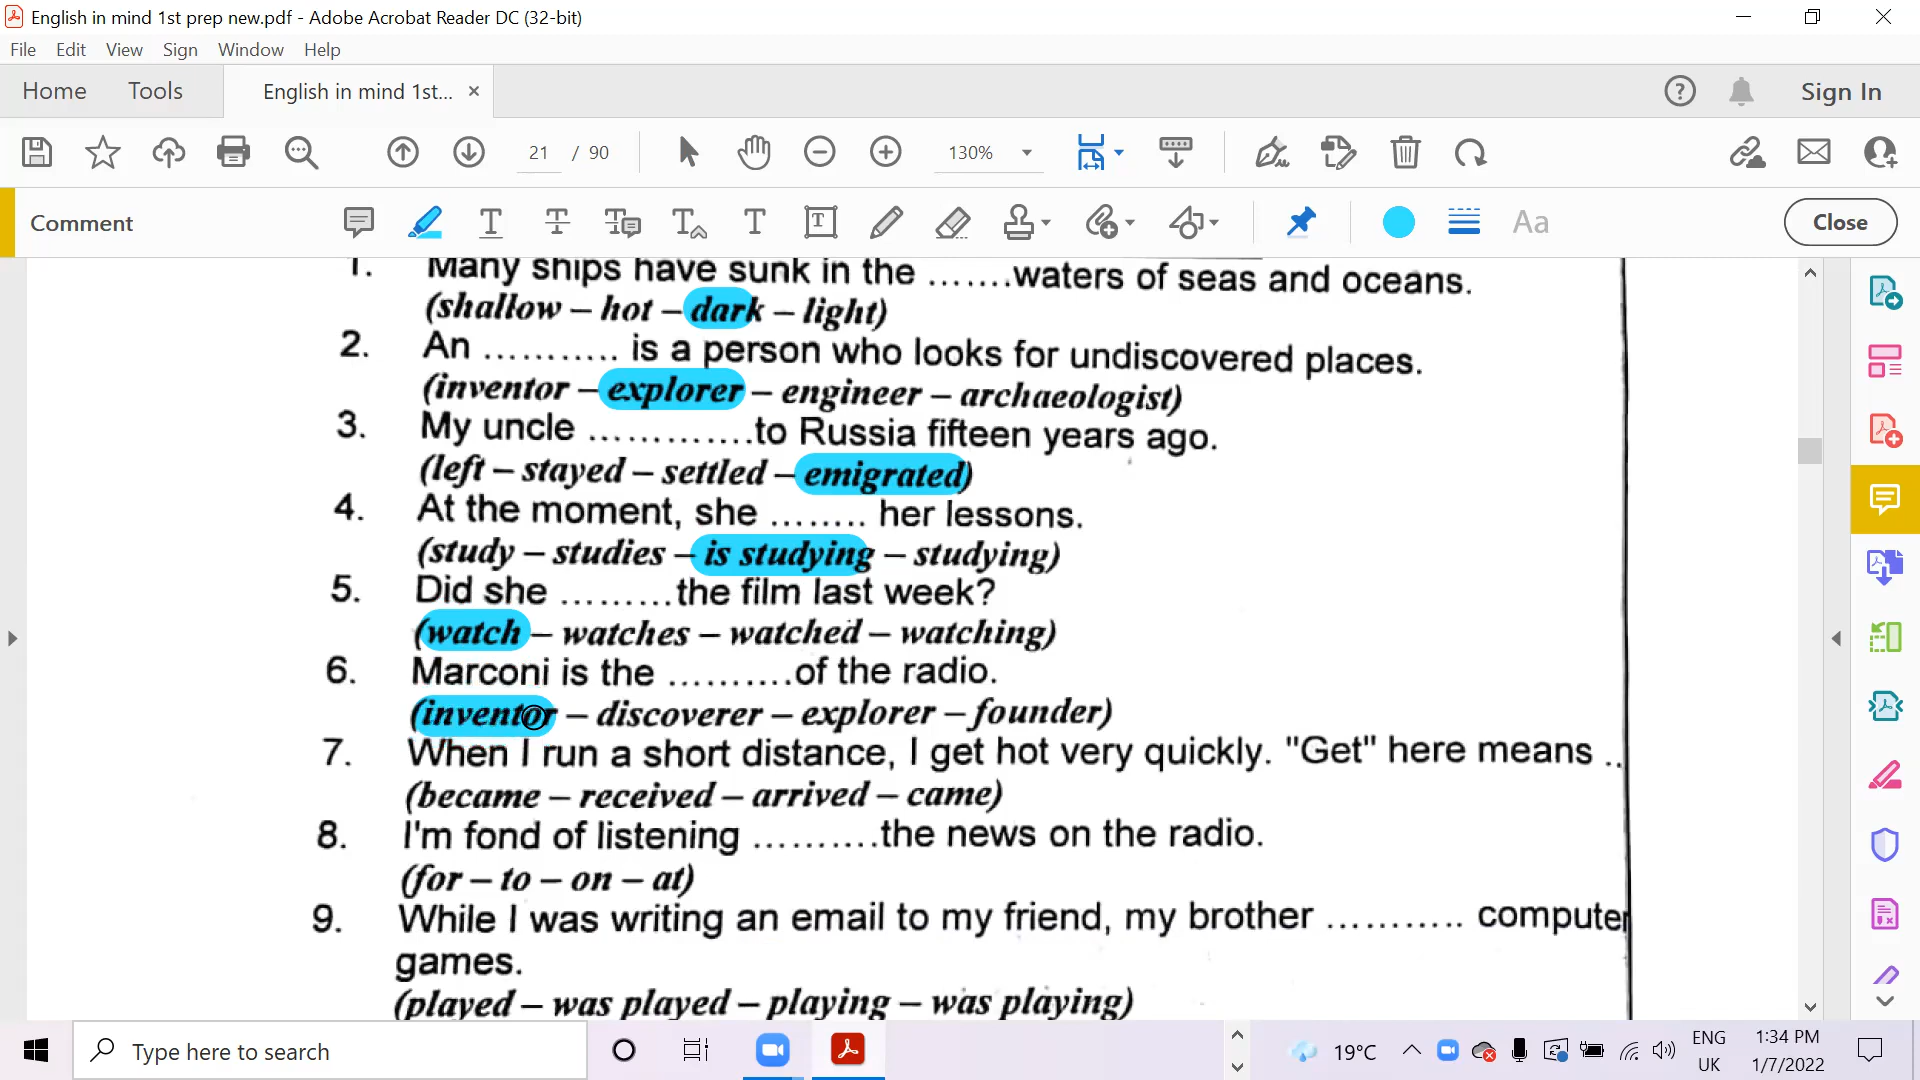 English in mind 1st prep new.pdf - Adobe Acrobat Reader DC (32-bit)
File Edit View Sign Window Help
Home Tools English in mind 1st... × Sign In
21 / 90 130%
Comment Close
1. Many ships have sunk in the .......waters of seas and oceans.
(shallow – hot – dark – light)
2. An ........... is a person who looks for undiscovered places.
(inventor – explorer – engineer – archaeologist)
3. My uncle .............to Russia fifteen years ago.
(left – stayed – settled – emigrated)
4. At the moment, she ........ her lessons.
(study – studies – is studying – studying)
5. Did she .........the film last week?
(watch – watches – watched – watching)
6. Marconi is the ..........of the radio.
(inventor – discoverer – explorer – founder)
7. When I run a short distance, I get hot very quickly. "Get" here means ..
(became – received – arrived – came)
8. I'm fond of listening ..........the news on the radio.
(for – to – on – at)
9. While I was writing an email to my friend, my brother ........... computer
games.
(played – was played – playing – was playing)
Type here to search
19°C
ENG
UK
1:34 PM
1/7/2022